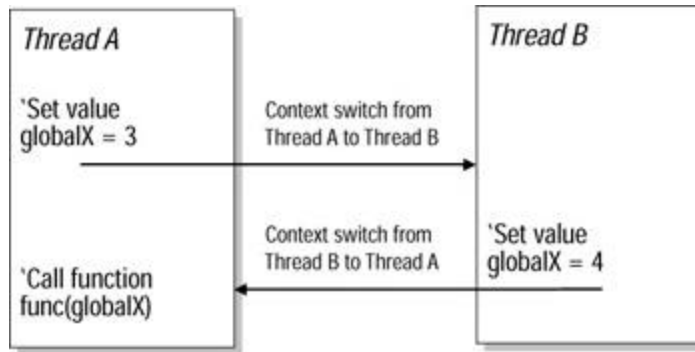 Thread A
‵Set value
globalX = 3
Context switch from
Thread A to Thread B
Thread B
Context switch from
Thread B to Thread A
‵Set value
globalX = 4
‵Call function
func(globalX)